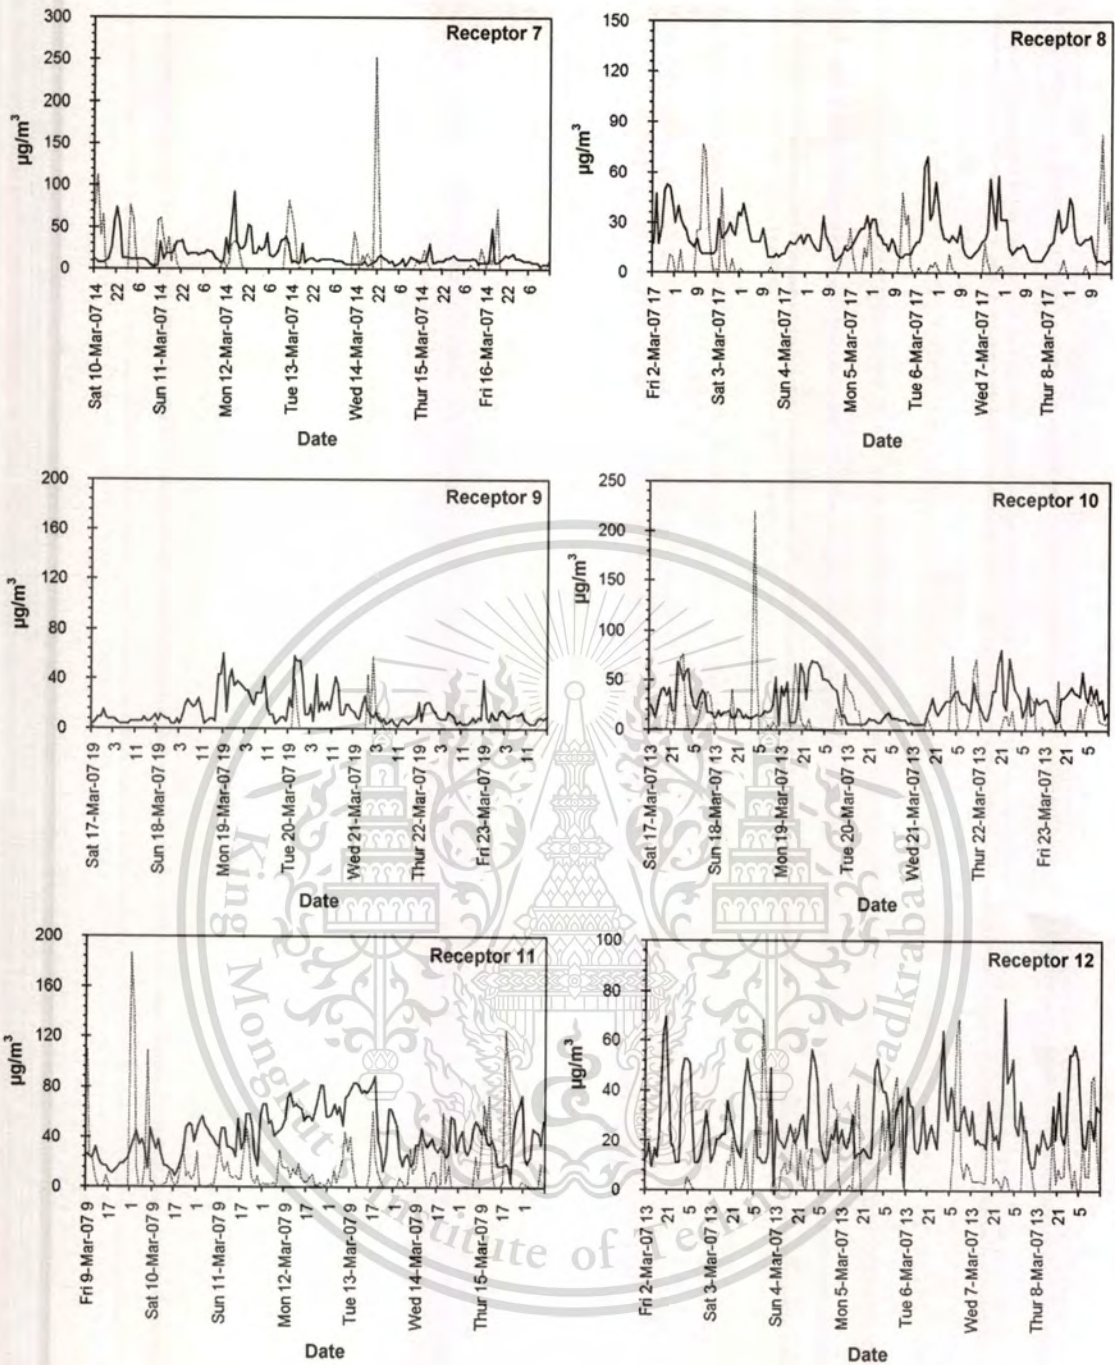 Receptor 7
300
250
200
150
100
50
0
µg/m³
Sat 10-Mar-07 14
22
6
Sun 11-Mar-07 14
22
6
Mon 12-Mar-07 14
22
6
Tue 13-Mar-07 14
22
6
Wed 14-Mar-07 14
22
6
Thur 15-Mar-07 14
22
6
Fri 16-Mar-07 14
22
6
Date
Receptor 8
150
120
90
60
30
0
µg/m³
Fri 2-Mar-07 17
1
9
Sat 3-Mar-07 17
1
9
Sun 4-Mar-07 17
1
9
Mon 5-Mar-07 17
1
9
Tue 6-Mar-07 17
1
9
Wed 7-Mar-07 17
1
9
Thur 8-Mar-07 17
1
9
Date
Receptor 9
200
160
120
80
40
0
µg/m³
Sat 17-Mar-07 19
3
11
Sun 18-Mar-07 19
3
11
Mon 19-Mar-07 19
3
11
Tue 20-Mar-07 19
3
11
Wed 21-Mar-07 19
3
11
Thur 22-Mar-07 19
3
11
Fri 23-Mar-07 19
3
11
Date
Receptor 10
250
200
150
100
50
0
µg/m³
Sat 17-Mar-07 13
21
5
Sun 18-Mar-07 13
21
5
Mon 19-Mar-07 13
21
5
Tue 20-Mar-07 13
21
5
Wed 21-Mar-07 13
21
5
Thur 22-Mar-07 13
21
5
Fri 23-Mar-07 13
21
5
Date
Receptor 11
200
160
120
80
40
0
µg/m³
Fri 9-Mar-07 9
17
1
Sat 10-Mar-07 9
17
1
Sun 11-Mar-07 9
17
1
Mon 12-Mar-07 9
17
1
Tue 13-Mar-07 9
17
1
Wed 14-Mar-07 9
17
1
Thur 15-Mar-07 9
17
1
Date
Receptor 12
100
80
60
40
20
0
µg/m³
Fri 2-Mar-07 13
21
5
Sat 3-Mar-07 13
21
5
Sun 4-Mar-07 13
21
5
Mon 5-Mar-07 13
21
5
Tue 6-Mar-07 13
21
5
Wed 7-Mar-07 13
21
5
Thur 8-Mar-07 13
21
5
Date
King Mongkut's Institute of Technology Ladkrabang